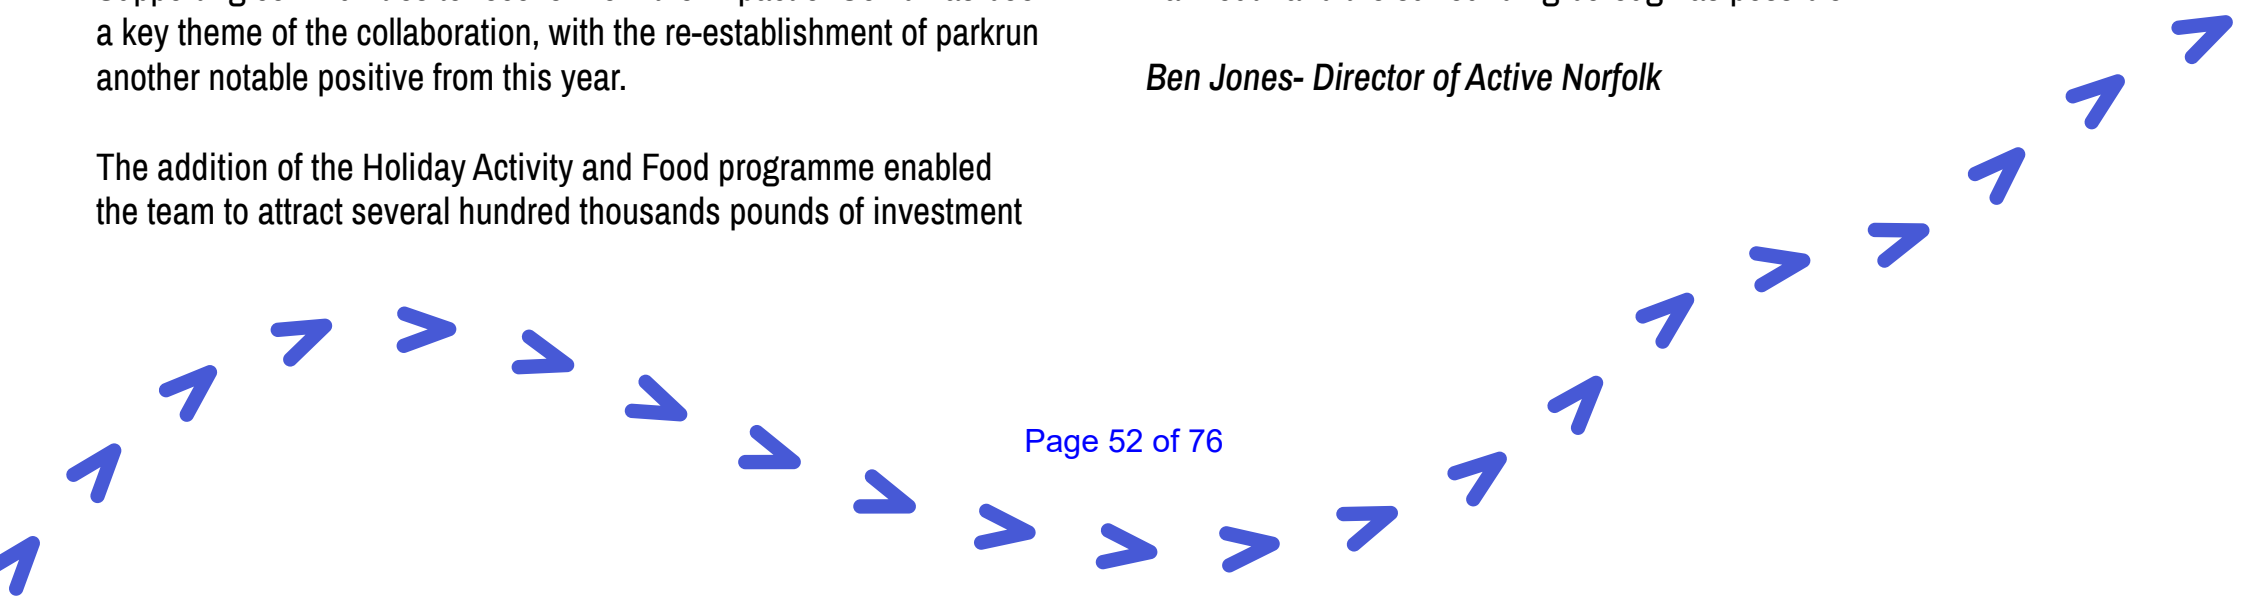 a key theme of the collaboration, with the re-establishment of parkrun
another notable positive from this year.
The addition of the Holiday Activity and Food programme enabled
the team to attract several hundred thousands pounds of investment
Ben Jones- Director of Active Norfolk
Page 52 of 76